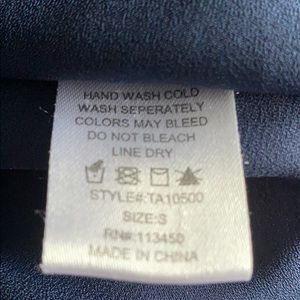 HAND WASH COLD
WASH SEPERATELY
COLORS MAY BLEED
DO NOT BLEACH
LINE DRY
STYLE#:TA10500
SIZE:S
RN#:113450
MADE IN CHINA